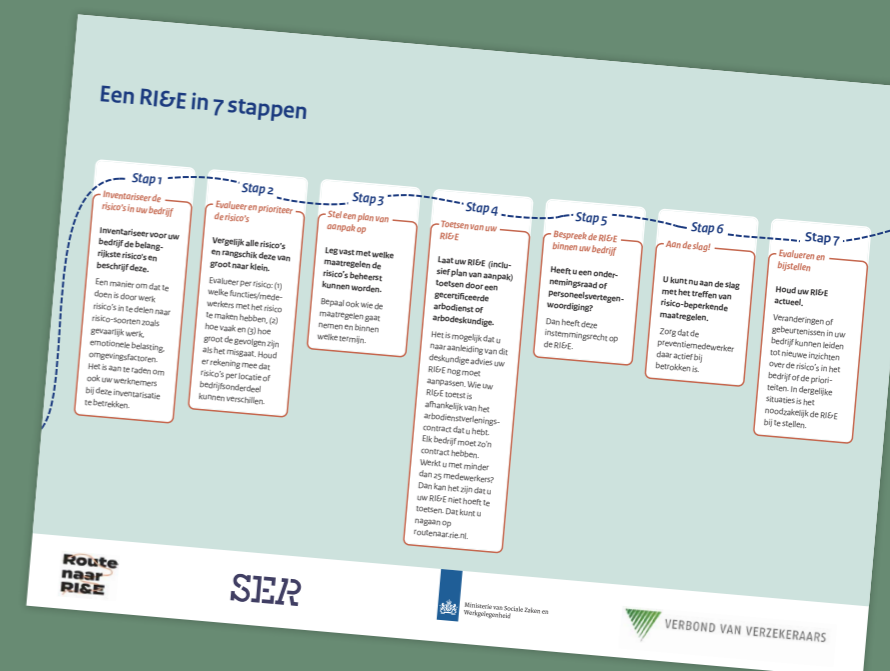 Een RI&E in 7 stappen
Stap 1
Inventariseer de
risico's in uw bedrijf
Inventariseer voor uw
bedrijf de belang-
rijkste risico's en
beschrijf deze.
Een manier om dat te
doen is door werk
risico's in te delen naar
risico-soorten zoals
gevaarlijk werk,
emotionele belasting,
omgevingsfactoren.
Het is aan te raden om
ook uw werknemers
bij deze inventarisatie
te betrekken.
Stap 2
Evalueer en prioriteer
de risico's
Vergelijk alle risico's
en rangschik deze van
groot naar klein.
Evalueer per risico: (1)
welke functies/mede-
werkers met het risico
te maken hebben, (2)
hoe vaak en (3) hoe
groot de gevolgen zijn
als het misgaat. Houd
er rekening mee dat
risico's per locatie of
bedrijfsonderdeel
kunnen verschillen.
Stap 3
Stel een plan van
aanpak op
Leg vast met welke
maatregelen de
risico's beheerst
kunnen worden.
Bepaal ook wie de
maatregelen gaat
nemen en binnen
welke termijn.
Stap 4
Toetsen van uw
RI&E
Laat uw RI&E (inclu-
sief plan van aanpak)
toetsen door een
gecertificeerde
arbodienst of
arbodeskundige.
Het is mogelijk dat u
naar aanleiding van dit
deskundige advies uw
RI&E nog moet
aanpassen. Wie uw
RI&E toetst is
afhankelijk van het
arbodienstverlenings-
contract dat u hebt.
Elk bedrijf moet zo'n
contract hebben.
Werkt u met minder
dan 25 medewerkers?
Dan kan het zijn dat u
uw RI&E niet hoeft te
toetsen. Dat kunt u
nagaan op
routenaar.rie.nl.
Stap 5
Bespreek de RI&E
binnen uw bedrijf
Heeft u een onder-
nemingsraad of
personeelsvertegen-
woordiging?
Dan heeft deze
instemmingsrecht op
de RI&E.
Stap 6
Aan de slag!
U kunt nu aan de slag
met het treffen van
risico-beperkende
maatregelen.
Zorg dat de
preventiemedewerker
daar actief bij
betrokken is.
Stap 7
Evalueren en
bijstellen
Houd uw RI&E
actueel.
Veranderingen of
gebeurtenissen in uw
bedrijf kunnen leiden
tot nieuwe inzichten
over de risico's in het
bedrijf of de priori-
teiten. In dergelijke
situaties is het
noodzakelijk de RI&E
bij te stellen.
Route
naar
RI&E
SER
Ministerie van Sociale Zaken en
Werkgelegenheid
VERBOND VAN VERZEKERAARS